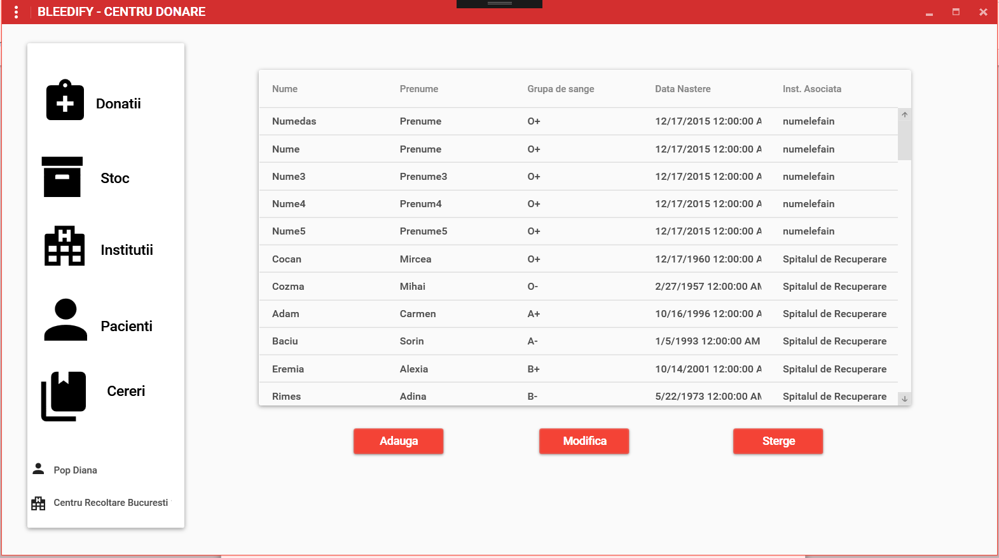 BLEEDIFY - CENTRU DONARE
Donatii
Stoc
Institutii
Pacienti
Cereri
Pop Diana
Centru Recoltare Bucuresti
Nume Prenume Grupa de sange Data Nastere Inst. Asociata
Numedas Prenume O+ 12/17/2015 12:00:00 A numelefain
Nume Prenume O+ 12/17/2015 12:00:00 A numelefain
Nume3 Prenume3 O+ 12/17/2015 12:00:00 A numelefain
Nume4 Prenum4 O+ 12/17/2015 12:00:00 A numelefain
Nume5 Prenume5 O+ 12/17/2015 12:00:00 A numelefain
Cocan Mircea O+ 12/17/1960 12:00:00 A Spitalul de Recuperare
Cozma Mihai O- 2/27/1957 12:00:00 AM Spitalul de Recuperare
Adam Carmen A+ 10/16/1996 12:00:00 A Spitalul de Recuperare
Baciu Sorin A- 1/5/1993 12:00:00 AM Spitalul de Recuperare
Eremia Alexia B+ 10/14/2001 12:00:00 A Spitalul de Recuperare
Rimes Adina B- 5/22/1973 12:00:00 AM Spitalul de Recuperare
Adauga Modifica Sterge